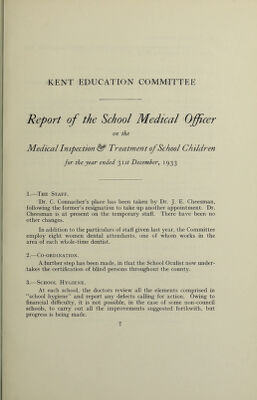 KENT EDUCATION COMMITTEE
Report of the School Medical Officer
on the
Medical Inspection & Treatment of School Children
for the year ended 31st December, 1933
1.—The Staff.
Dr. C. Connacher's place has been taken by Dr. J. E. Cheesman,
following the former's resignation to take up another appointment. Dr.
Cheesman is at present on the temporary staff. There have been no
other changes.
In addition to the particulars of staff given last year, the Committee
employ eight women dental attendants, one of whom works in the
area of each whole-time dentist.
2.—Co-ordination.
A further step has been made, in that the School Oculist now under-
takes the certification of blind persons throughout the county.
3.—School Hygiene.
At each school, the doctors review all the elements comprised in
"school hygiene" and report any defects calling for action. Owing to
financial difficulty, it is not possible, in the case of some non-council
schools, to carry out all the improvements suggested forthwith, but
progress is being made.
7